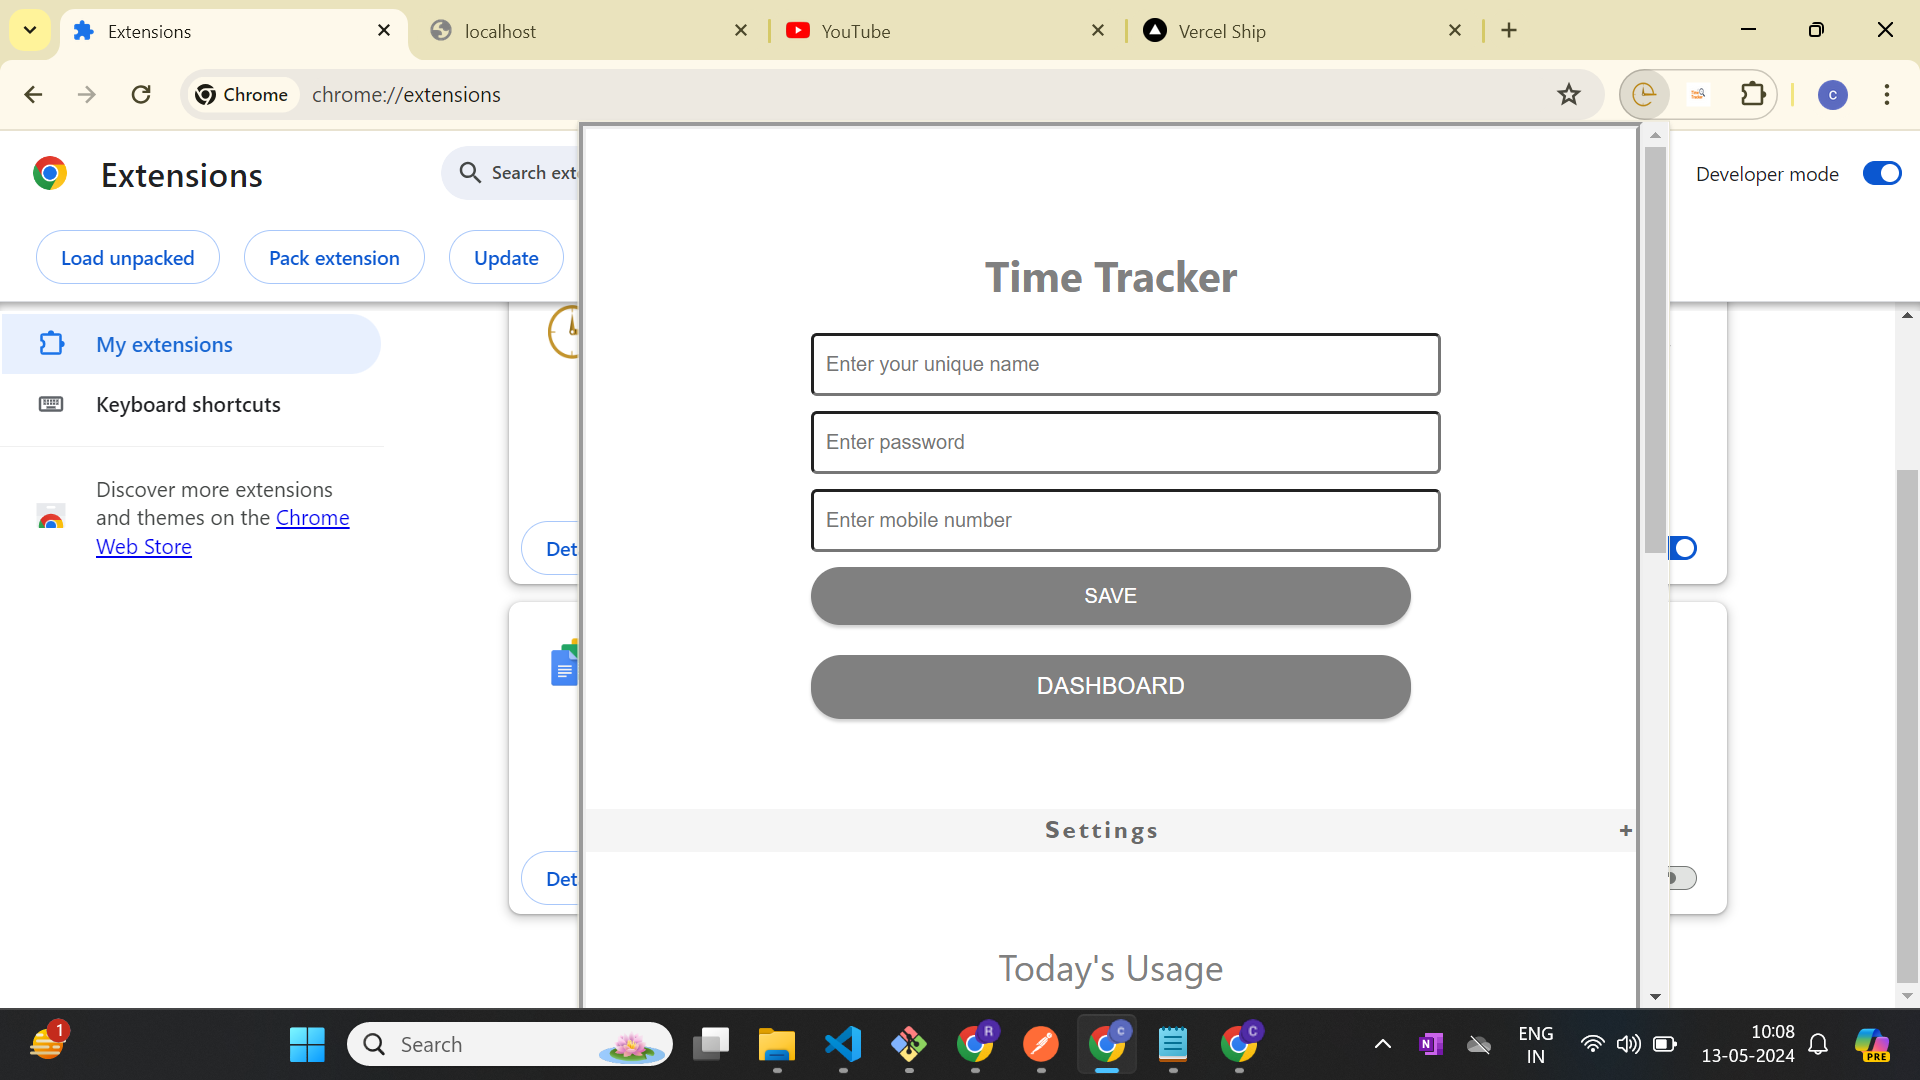 Extensions
localhost
YouTube
Vercel Ship
Chrome
chrome://extensions
C
Extensions
Search ext
Developer mode
Load unpacked
Pack extension
Update
My extensions
Keyboard shortcuts
Discover more extensions
and themes on the Chrome
Web Store
Det
Det
Time Tracker
Enter your unique name
Enter password
Enter mobile number
SAVE
DASHBOARD
Settings
+
Today's Usage
1
Search
R
C
C
N
ENG
IN
10:08
13-05-2024
PRE